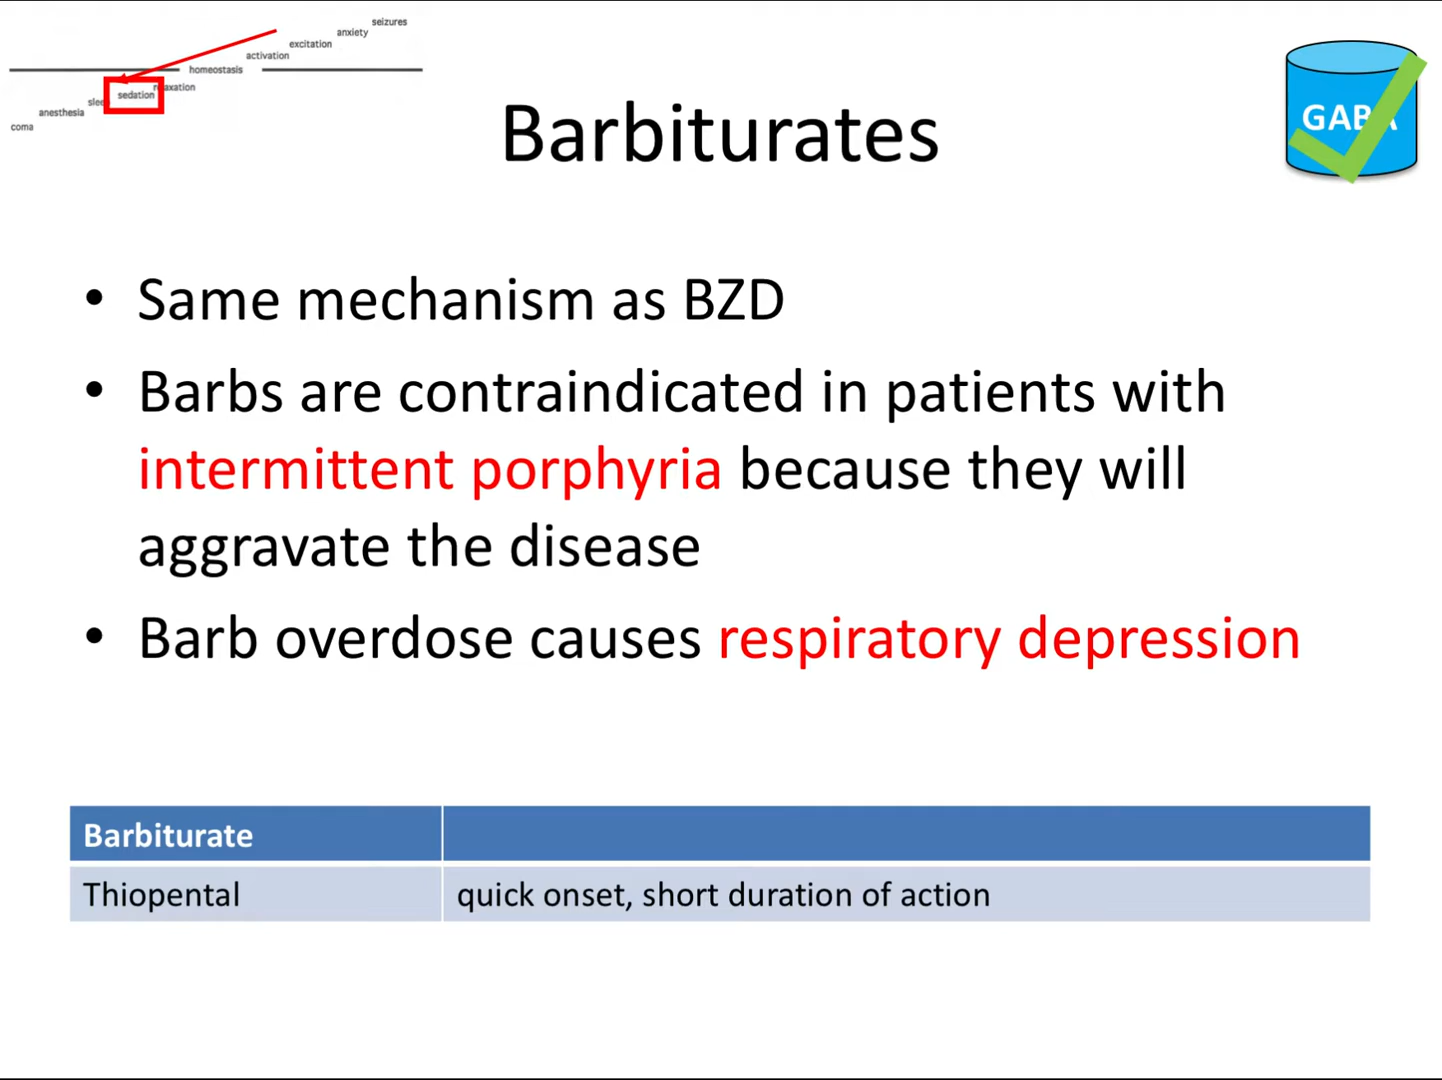 seizures
anxiety
excitation
activation
homeostasis
sedation
anesthesia
coma
GABA
Barbiturates
• Same mechanism as BZD
• Barbs are contraindicated in patients with
intermittent porphyria because they will
aggravate the disease
• Barb overdose causes respiratory depression
Barbiturate
Thiopental quick onset, short duration of action